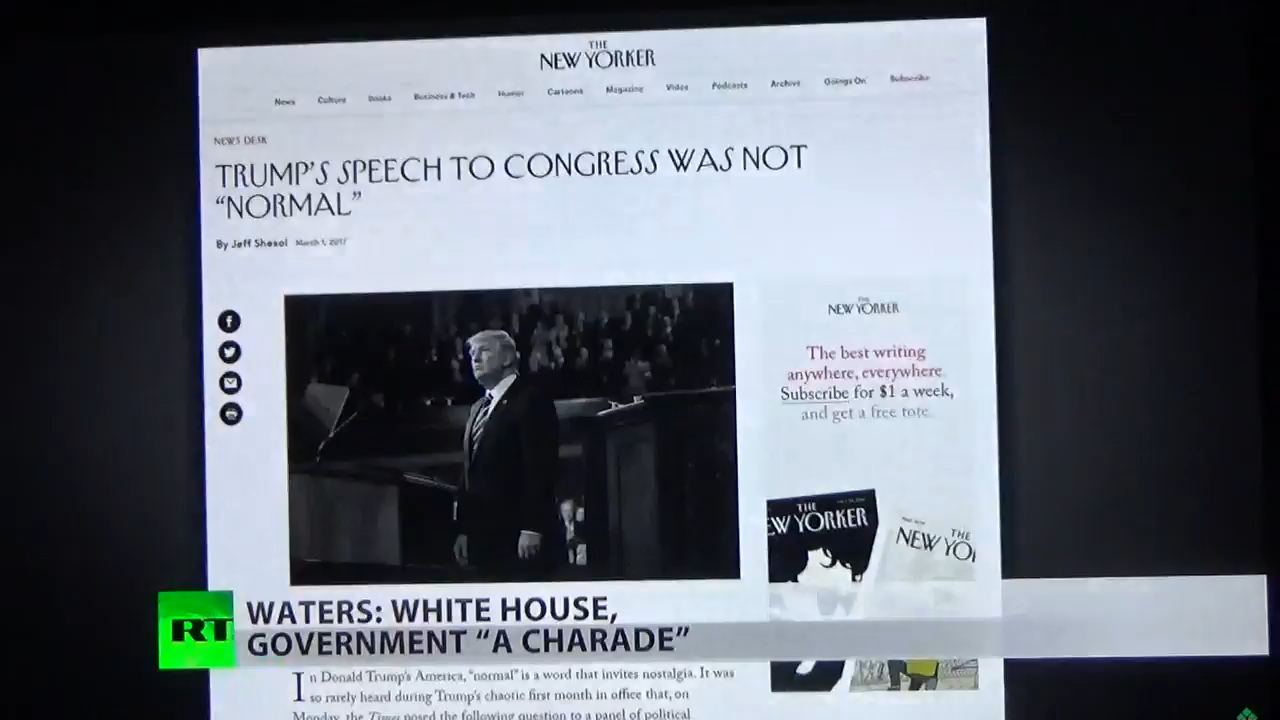 THE
NEW YORKER
News Culture Books Business & Tech Humor Cartoons Magazine Video Podcasts Archive Goings On Subscribe
NEWS DESK
TRUMP'S SPEECH TO CONGRESS WAS NOT
“NORMAL”
By Jeff Shesol March 1, 2017
THE
NEW YORKER
The best writing
anywhere, everywhere
Subscribe for $1 a week,
and get a free tote.
THE
EW YORKER
THE
NEW YO
RT
WATERS: WHITE HOUSE,
GOVERNMENT “A CHARADE”
In Donald Trump's America, “normal” is a word that invites nostalgia. It was
so rarely heard during Trump's chaotic first month in office that, on
Monday, the Times posed the following question to a panel of political